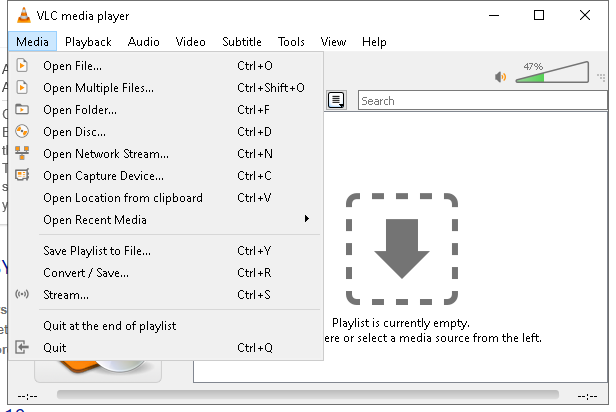 VLC media player
Media Playback Audio Video Subtitle Tools View Help
Open File... Ctrl+O
Open Multiple Files... Ctrl+Shift+O
Open Folder... Ctrl+F
Open Disc... Ctrl+D
Open Network Stream... Ctrl+N
Open Capture Device... Ctrl+C
Open Location from clipboard Ctrl+V
Open Recent Media
Save Playlist to File... Ctrl+Y
Convert / Save... Ctrl+R
Stream... Ctrl+S
Quit at the end of playlist
Quit Ctrl+Q
47%
Search
Playlist is currently empty.
ere or select a media source from the left.
--:-- --:--